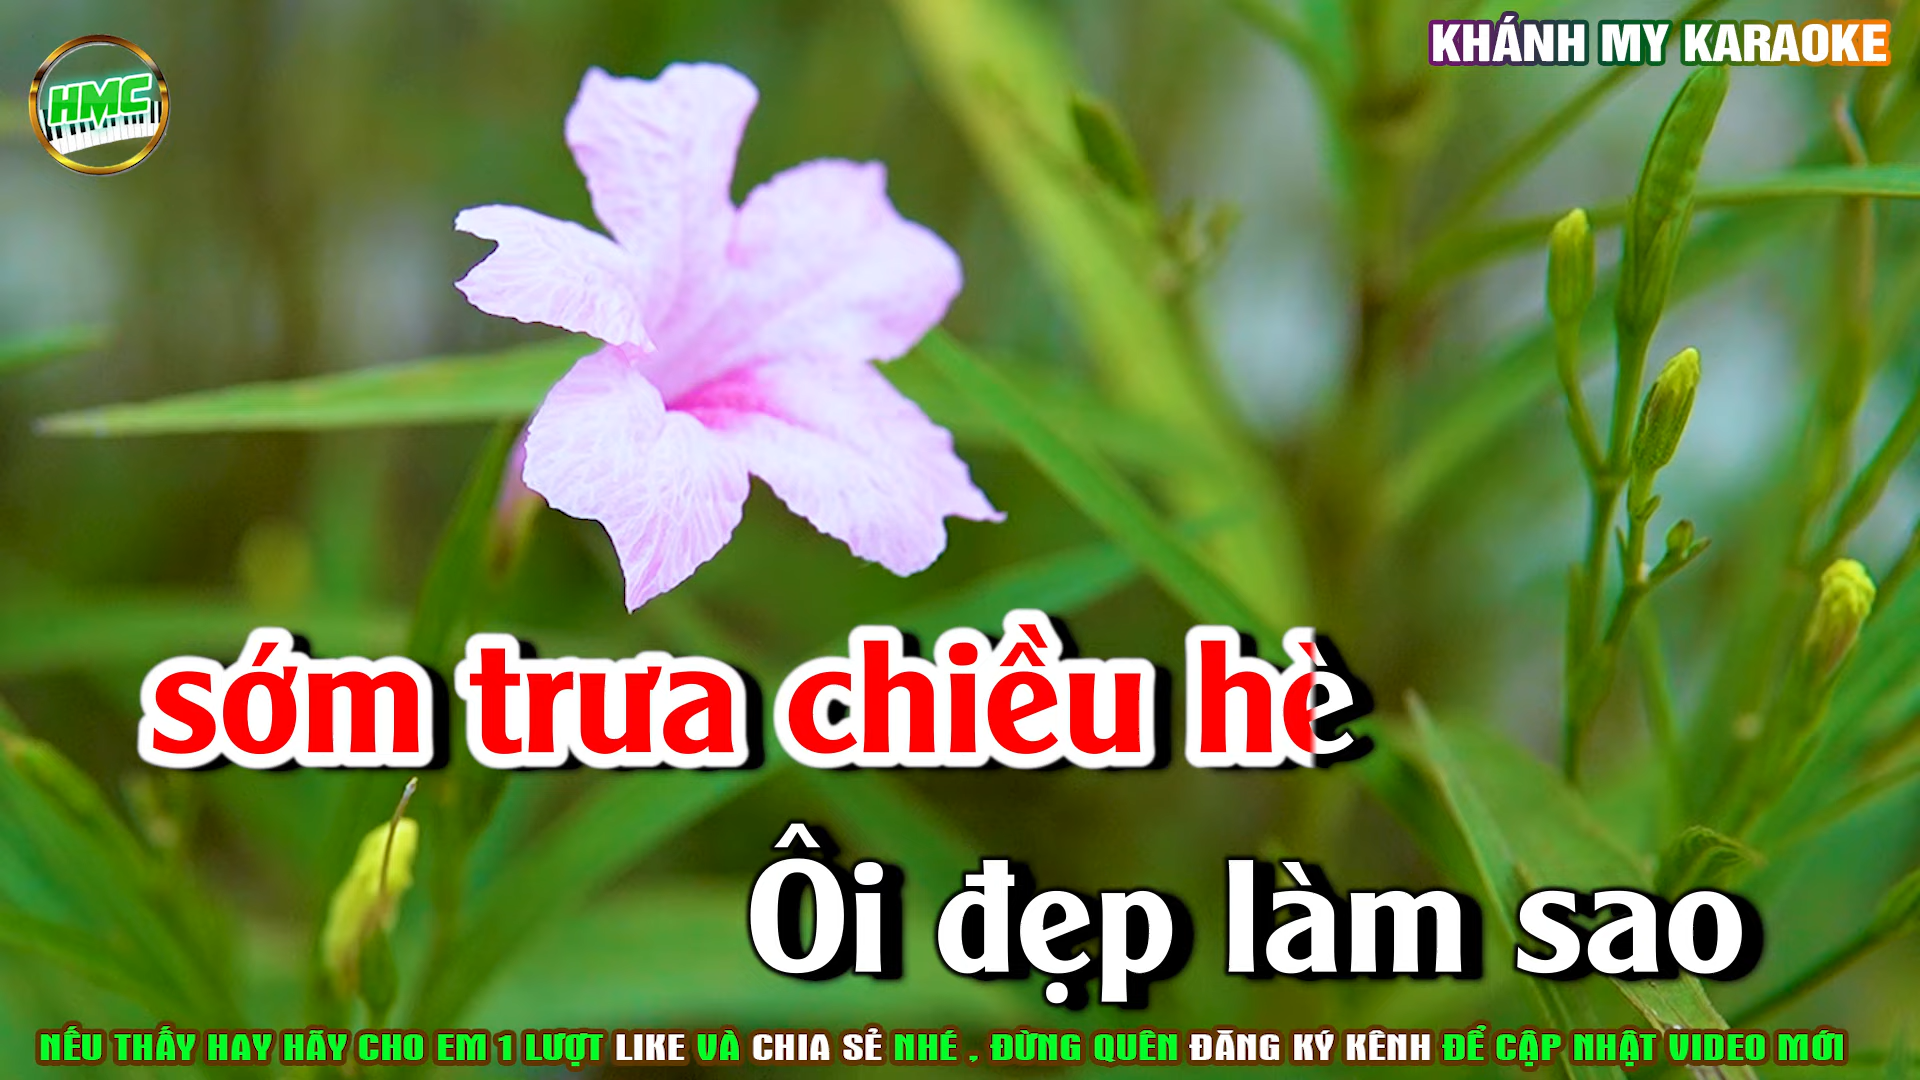 HMC
KHÁNH MY KARAOKE
sớm trưa chiều hè
Ôi đẹp làm sao
NẾU THẤY HAY HÃY CHO EM 1 LƯỢT LIKE VÀ CHIA SẺ NHÉ , ĐỪNG QUÊN ĐĂNG KÝ KÊNH ĐỂ CẬP NHẬT VIDEO MỚI